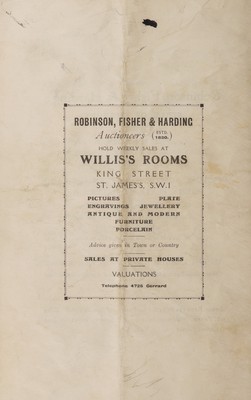 ROBINSON, FISHER & HARDING
Auctioneers (ESTD. 1830.)
HOLD WEEKLY SALES AT
WILLIS'S ROOMS
KING STREET
ST. JAMES'S, S.W.1
PICTURES PLATE
ENGRAVINGS JEWELLERY
ANTIQUE AND MODERN
FURNITURE
PORCELAIN
Advice given in Town or Country
SALES AT PRIVATE HOUSES
VALUATIONS
Telephone 4725 Gerrard